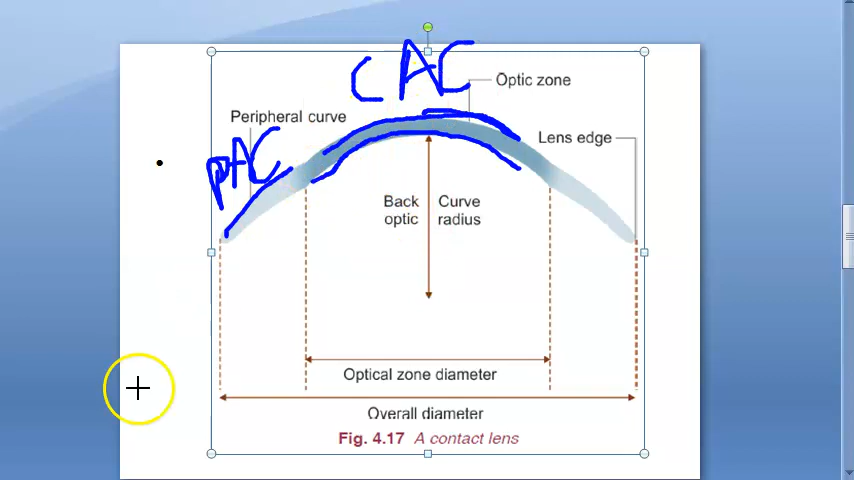 CAC
Optic zone
Peripheral curve
Lens edge
PAC
Back Curve
optic radius
Optical zone diameter
Overall diameter
Fig. 4.17 A contact lens